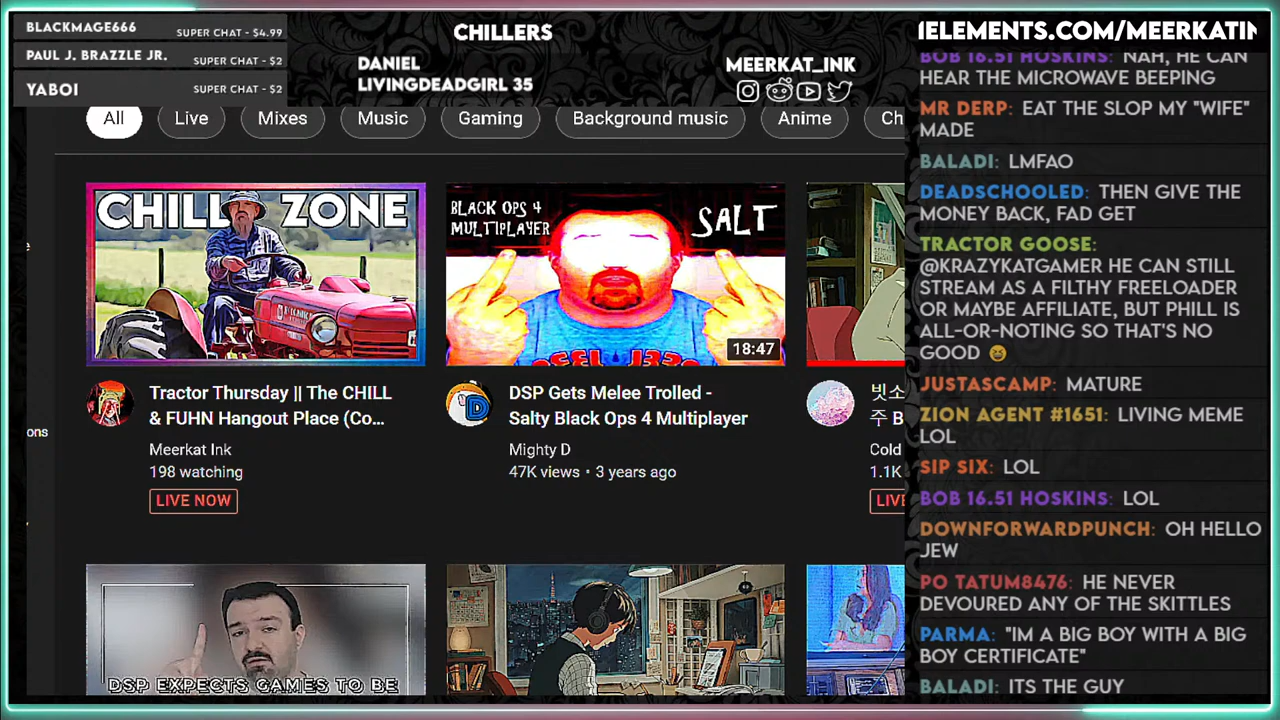 BLACKMAGE666 SUPER CHAT - $4.99
PAUL J. BRAZZLE JR. SUPER CHAT - $2
YABOI SUPER CHAT - $2
CHILLERS
DANIEL
LIVINGDEADGIRL 35
MEERKAT_INK
1ELEMENTS.COM/MEERKATIN
All Live Mixes Music Gaming Background music Anime Ch
CHILL ZONE
BLACK OPS 4
MULTIPLAYER
SALT
18:47
Tractor Thursday || The CHILL
& FUHN Hangout Place (Co...
Meerkat Ink
198 watching
LIVE NOW
DSP Gets Melee Trolled -
Salty Black Ops 4 Multiplayer
Mighty D
47K views • 3 years ago
빗소
주 B
Cold
1.1K
LIVE
ons
DSP EXPECTS GAMES TO BE
BOB 16.51 HOSKINS: NAH, HE CAN
HEAR THE MICROWAVE BEEPING
MR DERP: EAT THE SLOP MY "WIFE"
MADE
BALADI: LMFAO
DEADSCHOOLED: THEN GIVE THE
MONEY BACK, FAD GET
TRACTOR GOOSE:
@KRAZYKATGAMER HE CAN STILL
STREAM AS A FILTHY FREELOADER
OR MAYBE AFFILIATE, BUT PHILL IS
ALL-OR-NOTING SO THAT'S NO
GOOD 😆
JUSTASCAMP: MATURE
ZION AGENT #1651: LIVING MEME
LOL
SIP SIX: LOL
BOB 16.51 HOSKINS: LOL
DOWNFORWARDPUNCH: OH HELLO
JEW
PO TATUM8476: HE NEVER
DEVOURED ANY OF THE SKITTLES
PARMA: "IM A BIG BOY WITH A BIG
BOY CERTIFICATE"
BALADI: ITS THE GUY